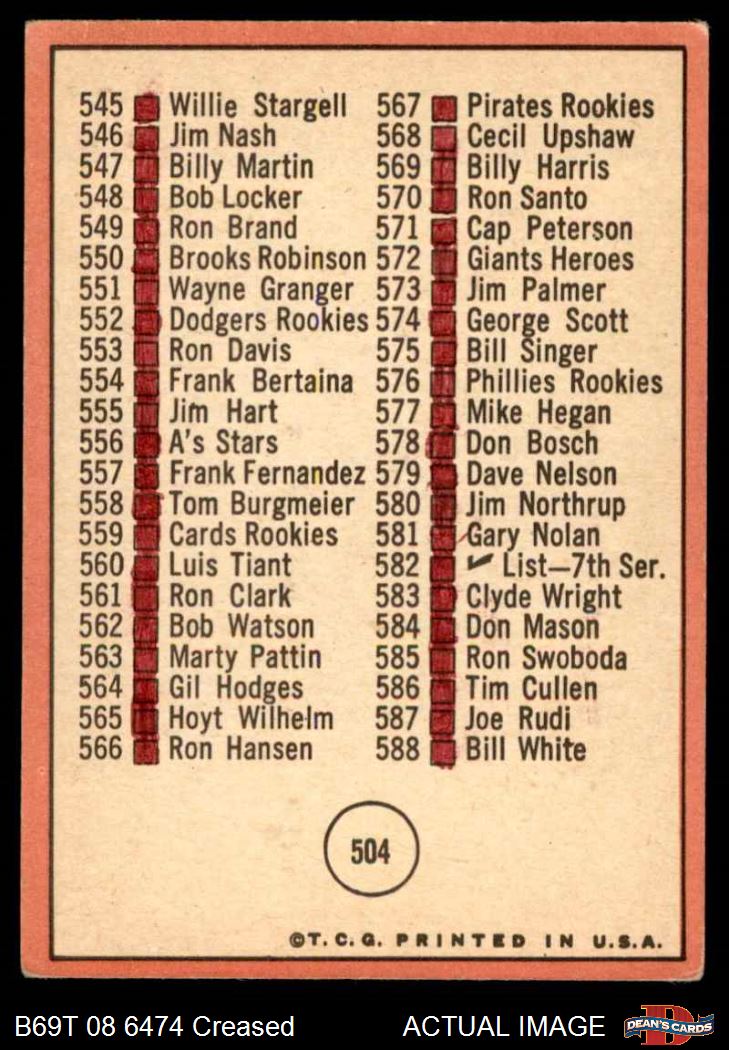 545 Willie Stargell
546 Jim Nash
547 Billy Martin
548 Bob Locker
549 Ron Brand
550 Brooks Robinson
551 Wayne Granger
552 Dodgers Rookies
553 Ron Davis
554 Frank Bertaina
555 Jim Hart
556 A's Stars
557 Frank Fernandez
558 Tom Burgmeier
559 Cards Rookies
560 Luis Tiant
561 Ron Clark
562 Bob Watson
563 Marty Pattin
564 Gil Hodges
565 Hoyt Wilhelm
566 Ron Hansen
567 Pirates Rookies
568 Cecil Upshaw
569 Billy Harris
570 Ron Santo
571 Cap Peterson
572 Giants Heroes
573 Jim Palmer
574 George Scott
575 Bill Singer
576 Phillies Rookies
577 Mike Hegan
578 Don Bosch
579 Dave Nelson
580 Jim Northrup
581 Gary Nolan
582 ✓ List—7th Ser.
583 Clyde Wright
584 Don Mason
585 Ron Swoboda
586 Tim Cullen
587 Joe Rudi
588 Bill White
504
©T.C.G. PRINTED IN U.S.A.
B69T 08 6474 Creased ACTUAL IMAGE DEAN'S CARDS